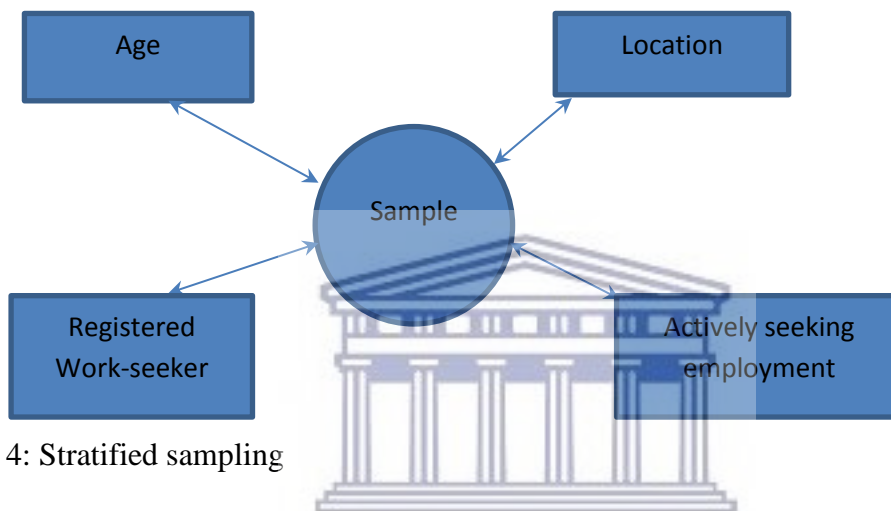 Age
Location
Sample
Registered
Work-seeker
Actively seeking
employment
4: Stratified sampling